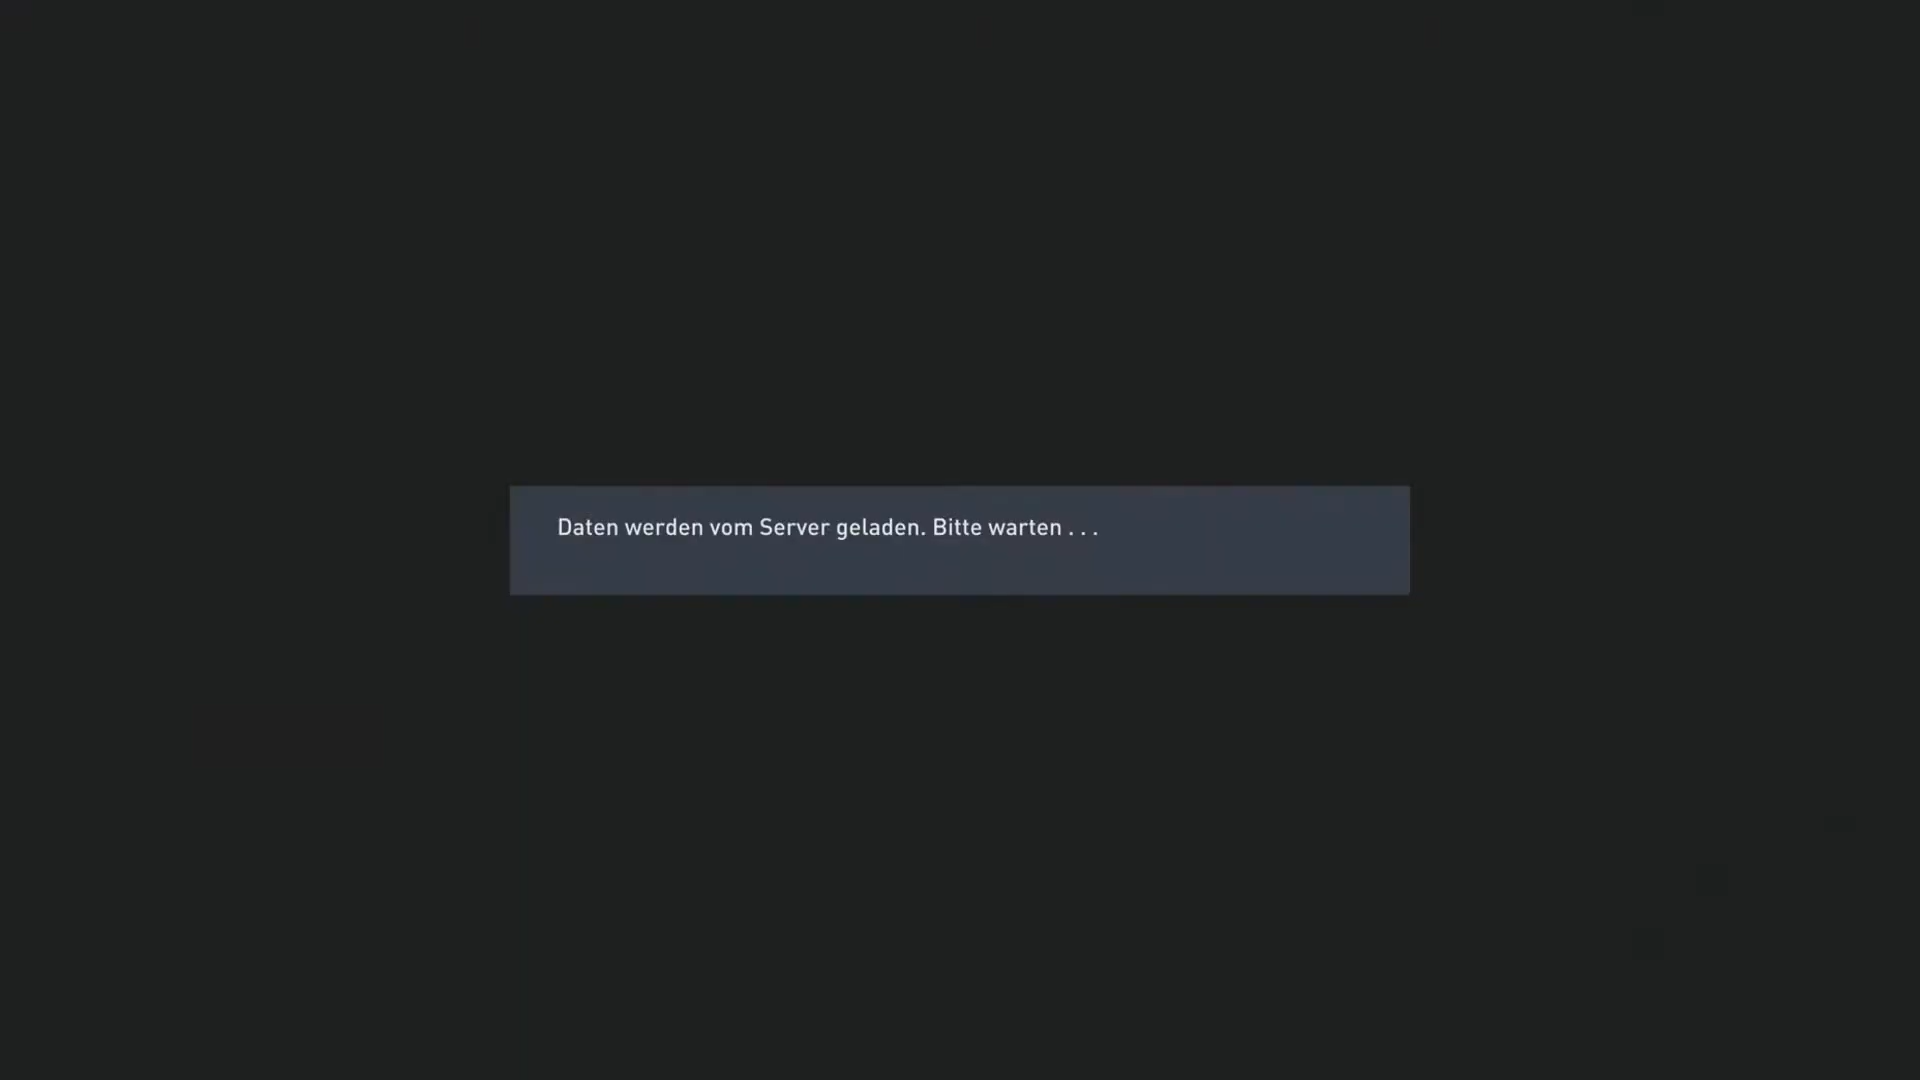 Daten werden vom Server geladen. Bitte warten . . .